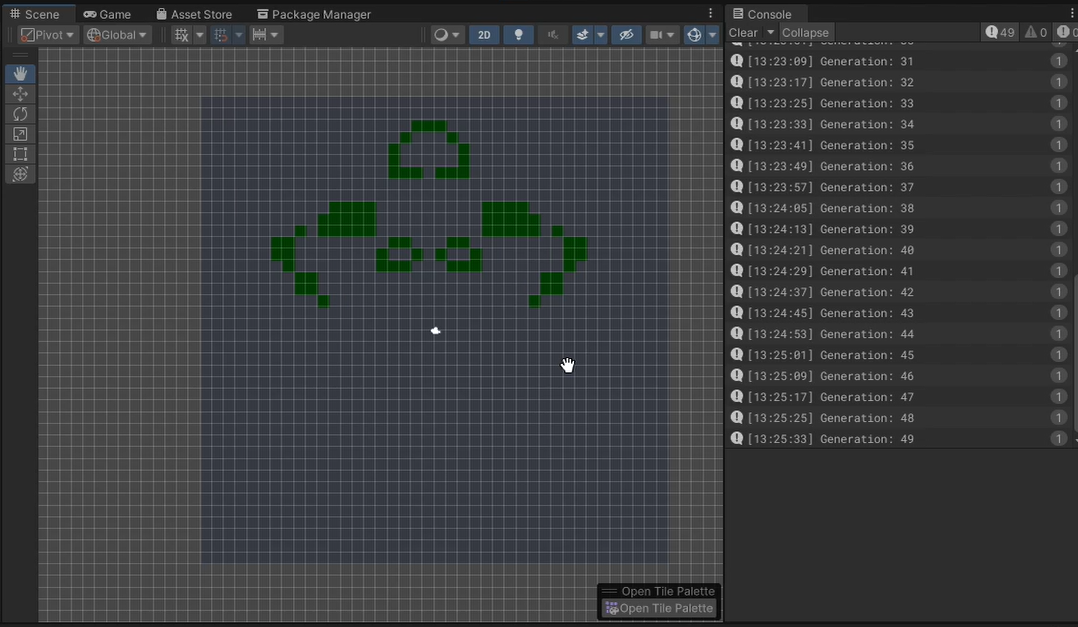 Scene Game Asset Store Package Manager
Pivot Global 2D
Console
Clear Collapse 49 0
[13:23:09] Generation: 31 1
[13:23:17] Generation: 32 1
[13:23:25] Generation: 33 1
[13:23:33] Generation: 34 1
[13:23:41] Generation: 35 1
[13:23:49] Generation: 36 1
[13:23:57] Generation: 37 1
[13:24:05] Generation: 38 1
[13:24:13] Generation: 39 1
[13:24:21] Generation: 40 1
[13:24:29] Generation: 41 1
[13:24:37] Generation: 42 1
[13:24:45] Generation: 43 1
[13:24:53] Generation: 44 1
[13:25:01] Generation: 45 1
[13:25:09] Generation: 46 1
[13:25:17] Generation: 47 1
[13:25:25] Generation: 48 1
[13:25:33] Generation: 49 1
Open Tile Palette
Open Tile Palette